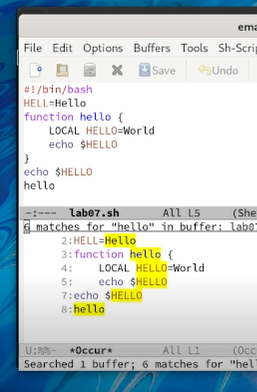 ema
File Edit Options Buffers Tools Sh-Scrip
Save Undo
#!/bin/bash
HELL=Hello
function hello {
    LOCAL HELLO=World
    echo $HELLO
}
echo $HELLO
hello
-:--- lab07.sh All L5 (She
6 matches for "hello" in buffer: lab07
2:HELL=Hello
3:function hello {
4:    LOCAL HELLO=World
5:    echo $HELLO
7:echo $HELLO
8:hello
U:%%- *Occur* All L1 (Occ
Searched 1 buffer; 6 matches for "hell